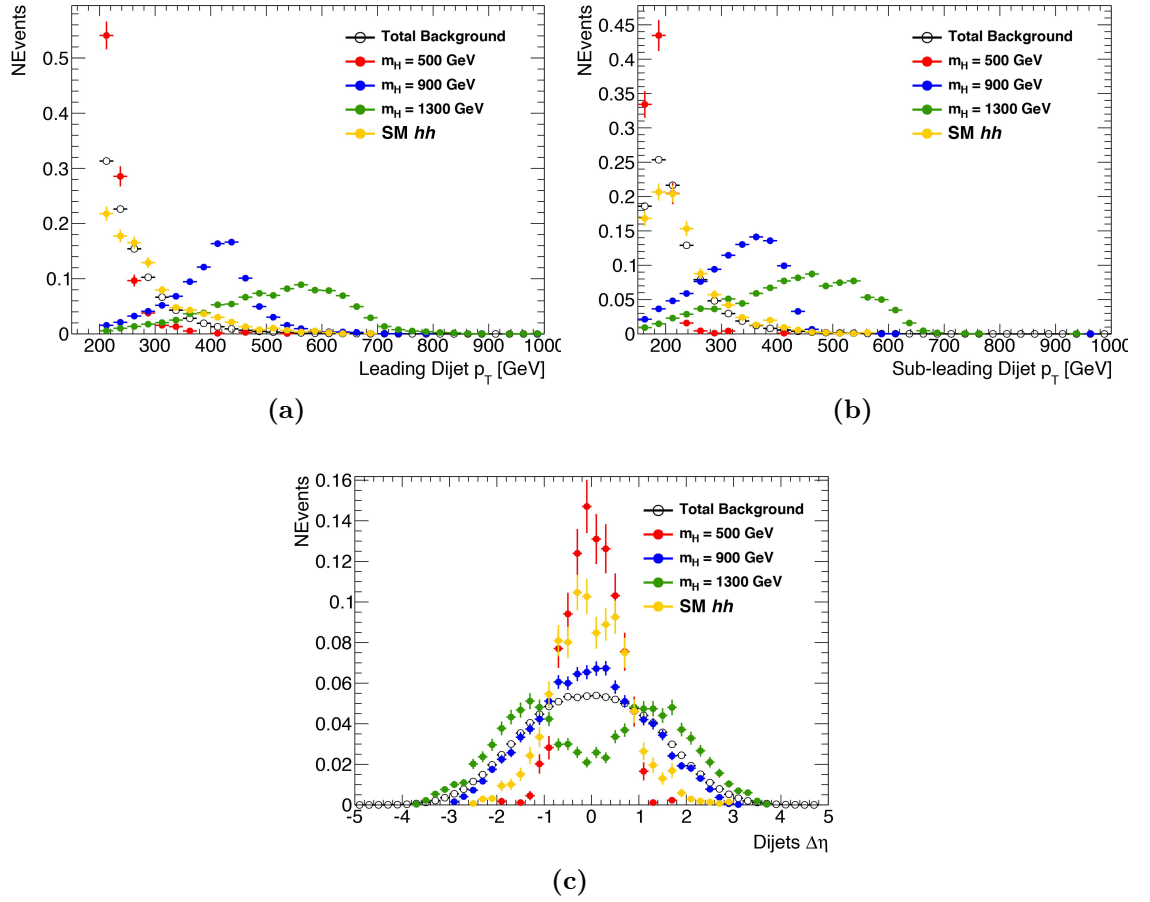 NEvents
0.5
0.4
0.3
0.2
0.1
0
200 300 400 500 600 700 800 900 1000
Leading Dijet p_T [GeV]
Total Background
m_H = 500 GeV
m_H = 900 GeV
m_H = 1300 GeV
SM hh
(a)
NEvents
0.45
0.4
0.35
0.3
0.25
0.2
0.15
0.1
0.05
0
200 300 400 500 600 700 800 900 1000
Sub-leading Dijet p_T [GeV]
Total Background
m_H = 500 GeV
m_H = 900 GeV
m_H = 1300 GeV
SM hh
(b)
NEvents
0.16
0.14
0.12
0.1
0.08
0.06
0.04
0.02
0
-5 -4 -3 -2 -1 0 1 2 3 4 5
Dijets Δη
Total Background
m_H = 500 GeV
m_H = 900 GeV
m_H = 1300 GeV
SM hh
(c)